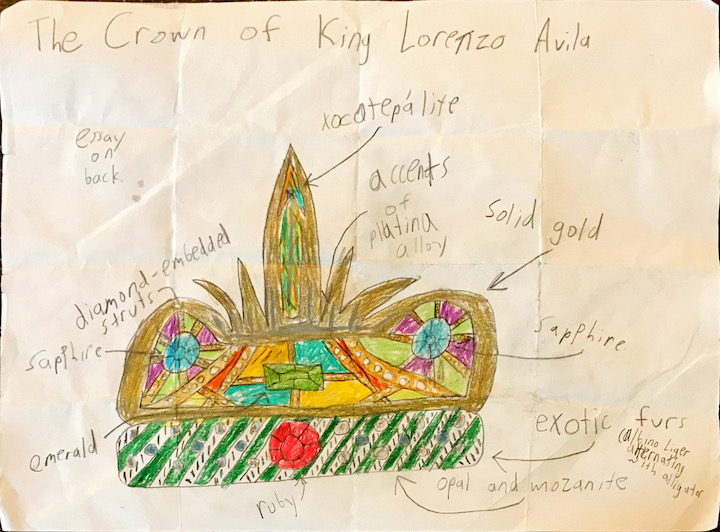 The Crown of King Lorenzo Avila
xocatepálite
essay
on
back.
accents
of
platina
alloy
solid gold
diamond-embedded
struts
sapphire
sapphire
emerald
exotic furs
(albino liger
alternating
with alligator
opal and mozanite
ruby